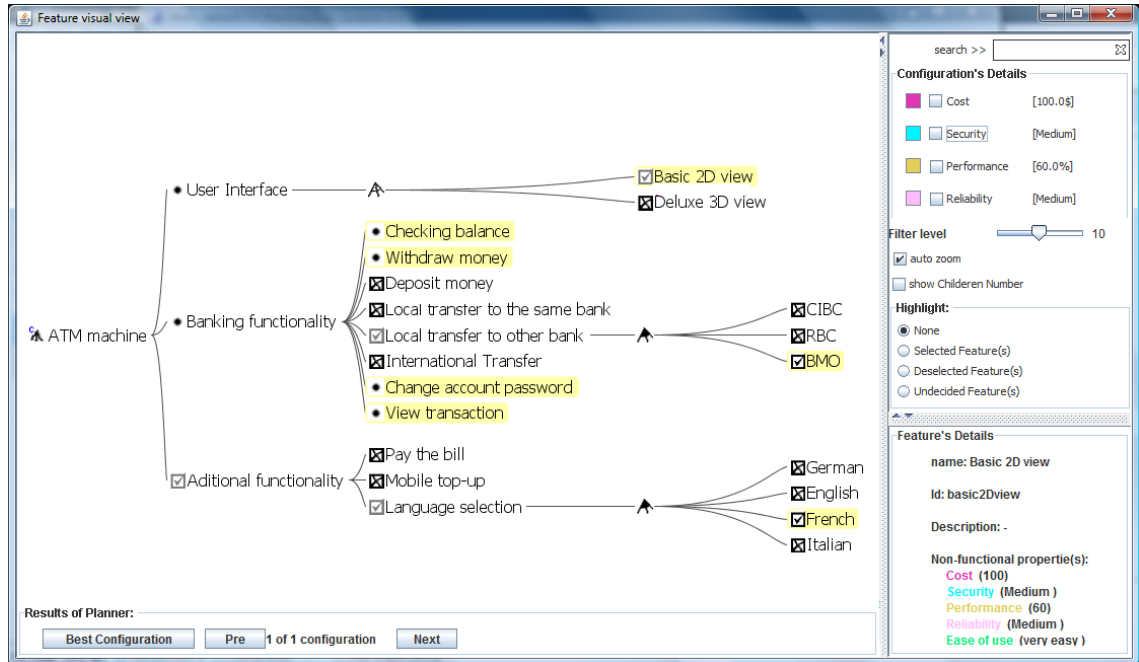 Feature visual view
search >>
Configuration's Details
Cost [100.0$]
Security [Medium]
Performance [60.0%]
Reliability [Medium]
Filter level 10
auto zoom
show Childeren Number
Highlight:
None
Selected Feature(s)
Deselected Feature(s)
Undecided Feature(s)
Feature's Details
name: Basic 2D view
Id: basic2Dview
Description: -
Non-functional propertie(s):
Cost (100)
Security (Medium )
Performance (60)
Reliability (Medium )
Ease of use (very easy )
C ATM machine
User Interface
Basic 2D view
Deluxe 3D view
Banking functionality
Checking balance
Withdraw money
Deposit money
Local transfer to the same bank
Local transfer to other bank
CIBC
RBC
BMO
International Transfer
Change account password
View transaction
Aditional functionality
Pay the bill
Mobile top-up
Language selection
German
English
French
Italian
Results of Planner:
Best Configuration Pre 1 of 1 configuration Next